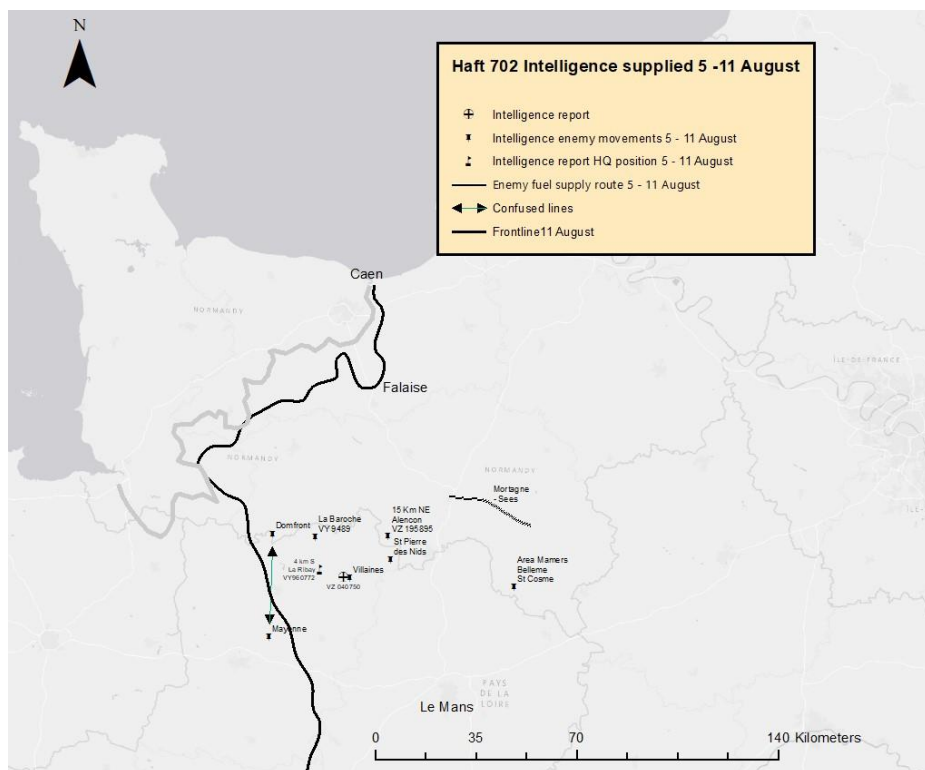 N
Haft 702 Intelligence supplied 5 -11 August
Intelligence report
Intelligence enemy movements 5 - 11 August
Intelligence report HQ position 5 - 11 August
Enemy fuel supply route 5 - 11 August
Confused lines
Frontline11 August
Caen
NORMANDY
ÎLE-DE-FRANCE
Falaise
NORMANDY
NORMANDY
Mortagne
- Sees
Domfront
La Baroche
VY 9489
15 Km NE
Alencon
VZ 195895
St Pierre
des Nids
4 km S
Le Ribay
VY960772
Villaines
VZ 040750
Area Mamers
Belleme
St Cosme
Mayenne
PAYS
DE LA
LOIRE
Le Mans
0 35 70 140 Kilometers